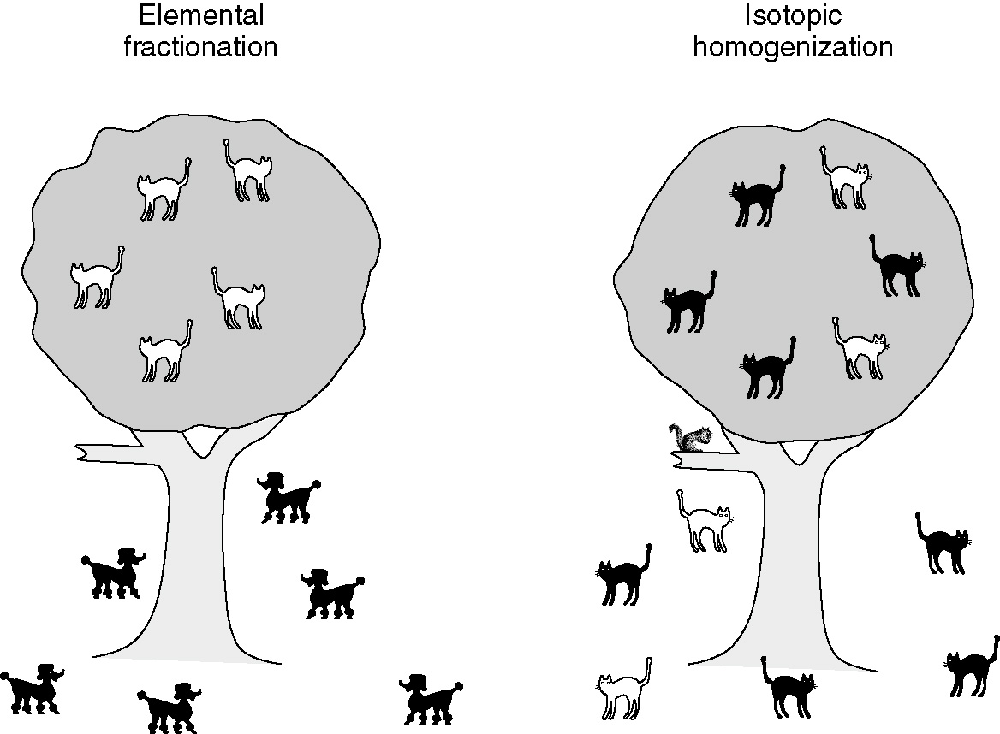 Elemental
fractionation
Isotopic
homogenization